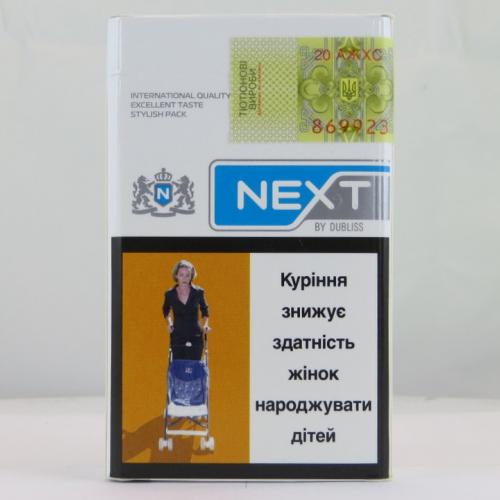 INTERNATIONAL QUALITY
EXCELLENT TASTE
STYLISH PACK
ТЮТЮНОВІ
ВИРОБИ
20 АЖХС
869923
N
NEXT
BY DUBLISS
Куріння
знижує
здатність
жінок
народжувати
дітей